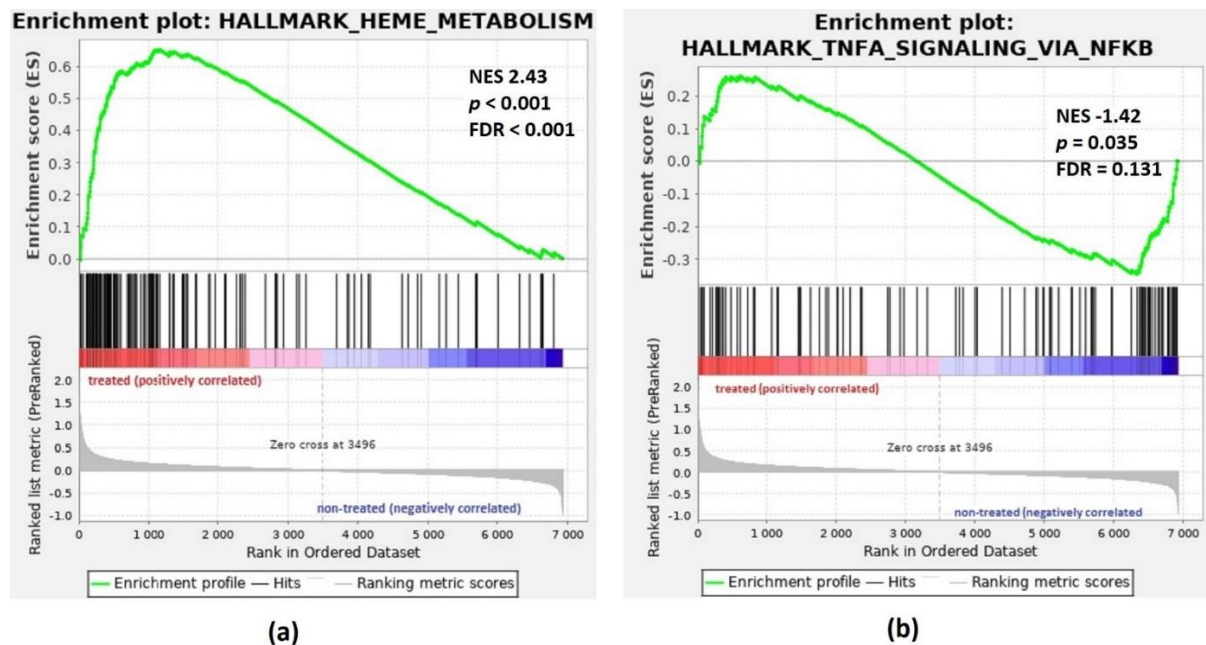 Enrichment plot: HALLMARK_HEME_METABOLISM
Enrichment score (ES)
0.6
0.5
0.4
0.3
0.2
0.1
0.0
NES 2.43
p < 0.001
FDR < 0.001
treated (positively correlated)
Ranked list metric (PreRanked)
2.0
1.5
1.0
0.5
0.0
-0.5
-1.0
Zero cross at 3496
non-treated (negatively correlated)
0 1 000 2 000 3 000 4 000 5 000 6 000 7 000
Rank in Ordered Dataset
Enrichment profile Hits Ranking metric scores
(a)
Enrichment plot:
HALLMARK_TNFA_SIGNALING_VIA_NFKB
Enrichment score (ES)
0.2
0.1
0.0
-0.1
-0.2
-0.3
NES -1.42
p = 0.035
FDR = 0.131
treated (positively correlated)
Ranked list metric (PreRanked)
2.0
1.5
1.0
0.5
0.0
-0.5
-1.0
Zero cross at 3496
non-treated (negatively correlated
0 1 000 2 000 3 000 4 000 5 000 6 000 7 000
Rank in Ordered Dataset
Enrichment profile Hits Ranking metric scores
(b)